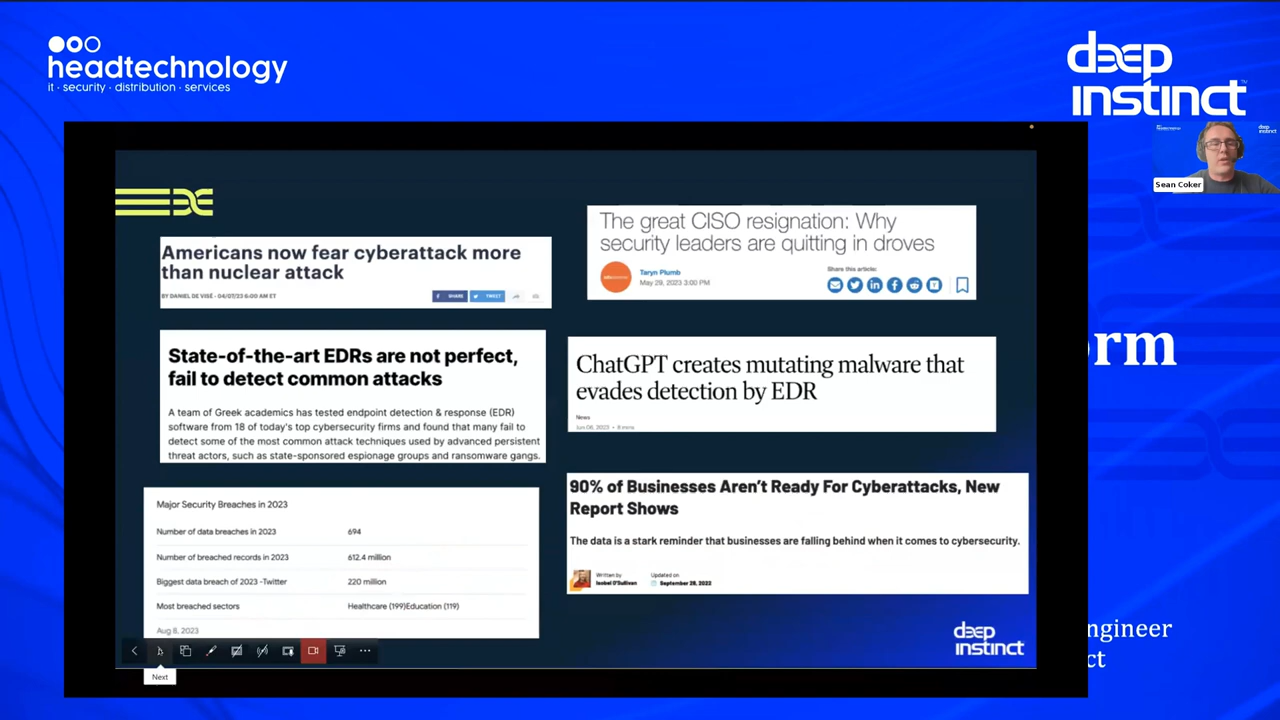 headtechnology
it · security · distribution · services
deep
instinct
Sean Coker
Americans now fear cyberattack more
than nuclear attack
BY DANIEL DE VISÉ - 04/07/23 6:00 AM ET
SHARE
TWEET
The great CISO resignation: Why
security leaders are quitting in droves
Taryn Plumb
May 29, 2023 3:00 PM
Share this article:
State-of-the-art EDRs are not perfect,
fail to detect common attacks
A team of Greek academics has tested endpoint detection & response (EDR)
software from 18 of today's top cybersecurity firms and found that many fail to
detect some of the most common attack techniques used by advanced persistent
threat actors, such as state-sponsored espionage groups and ransomware gangs.
ChatGPT creates mutating malware that
evades detection by EDR
News
Jun 06, 2023 • 8 mins
Major Security Breaches in 2023
Number of data breaches in 2023 694
Number of breached records in 2023 612.4 million
Biggest data breach of 2023 -Twitter 220 million
Most breached sectors Healthcare (199)Education (119)
Aug 8, 2023
90% of Businesses Aren't Ready For Cyberattacks, New
Report Shows
The data is a stark reminder that businesses are falling behind when it comes to cybersecurity.
Written by
Isobel O'Sullivan
Updated on
September 28, 2023
deep
instinct
Next
orm
ngineer
ct